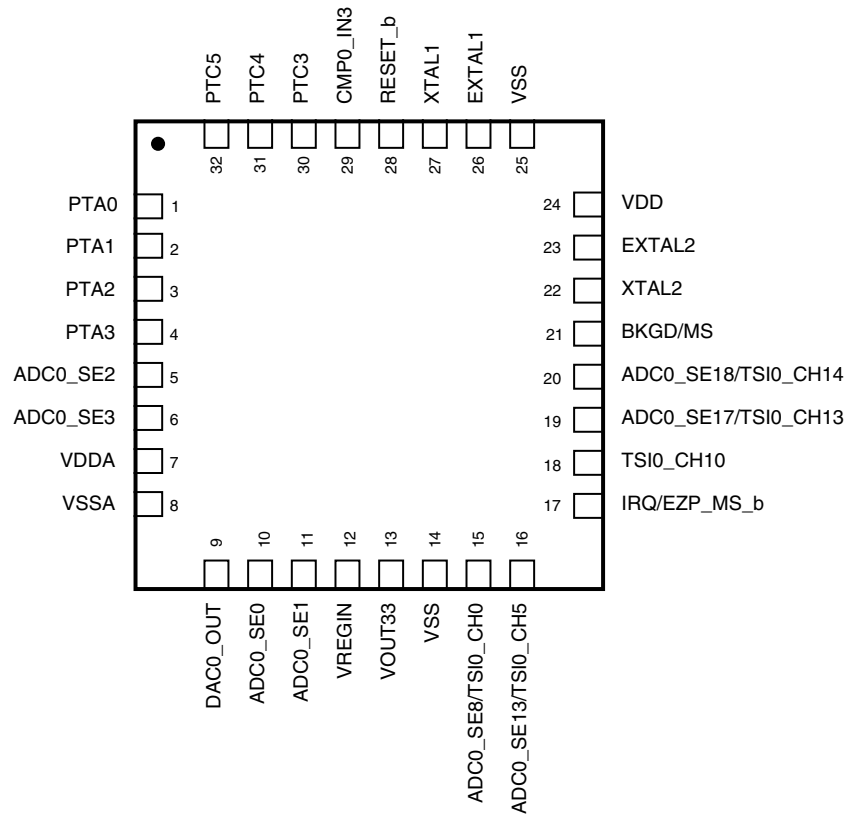 PTC5
PTC4
PTC3
CMP0_IN3
RESET_b
XTAL1
EXTAL1
VSS
32
31
30
29
28
27
26
25
PTA0 1
PTA1 2
PTA2 3
PTA3 4
ADC0_SE2 5
ADC0_SE3 6
VDDA 7
VSSA 8
24 VDD
23 EXTAL2
22 XTAL2
21 BKGD/MS
20 ADC0_SE18/TSI0_CH14
19 ADC0_SE17/TSI0_CH13
18 TSI0_CH10
17 IRQ/EZP_MS_b
9
10
11
12
13
14
15
16
DAC0_OUT
ADC0_SE0
ADC0_SE1
VREGIN
VOUT33
VSS
ADC0_SE8/TSI0_CH0
ADC0_SE13/TSI0_CH5